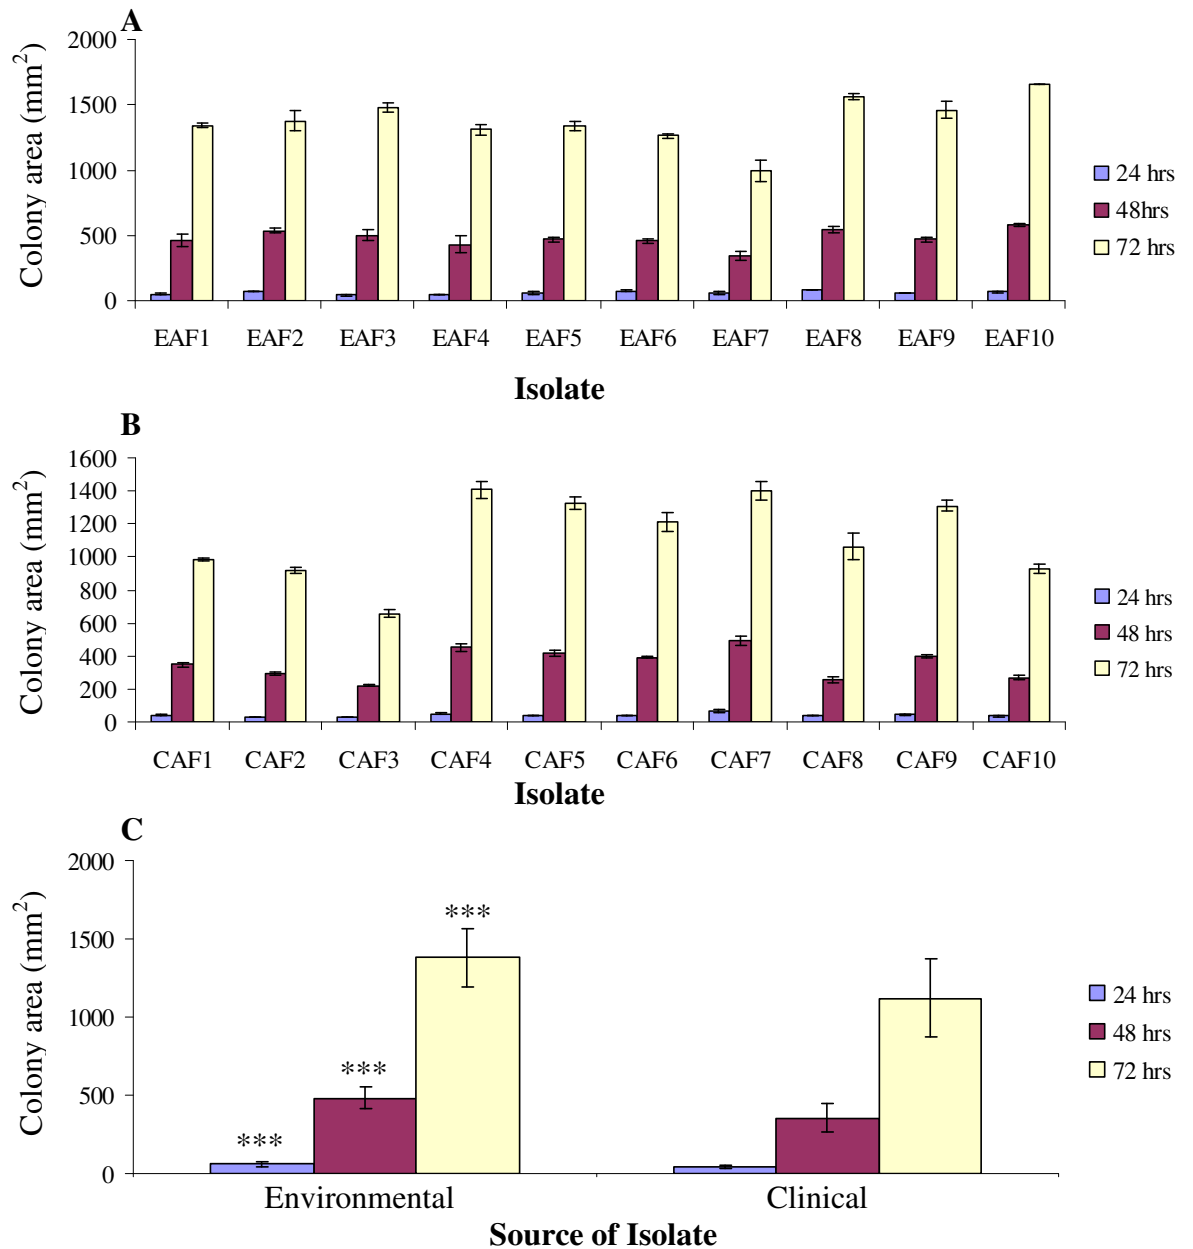 A
Colony area (mm²)
2000
1500
1000
500
0
EAF1 EAF2 EAF3 EAF4 EAF5 EAF6 EAF7 EAF8 EAF9 EAF10
Isolate
24 hrs
48hrs
72 hrs
B
Colony area (mm²)
1600
1400
1200
1000
800
600
400
200
0
CAF1 CAF2 CAF3 CAF4 CAF5 CAF6 CAF7 CAF8 CAF9 CAF10
Isolate
24 hrs
48 hrs
72 hrs
C
Colony area (mm²)
2000
1500
1000
500
0
***
***
***
Environmental Clinical
Source of Isolate
24 hrs
48 hrs
72 hrs